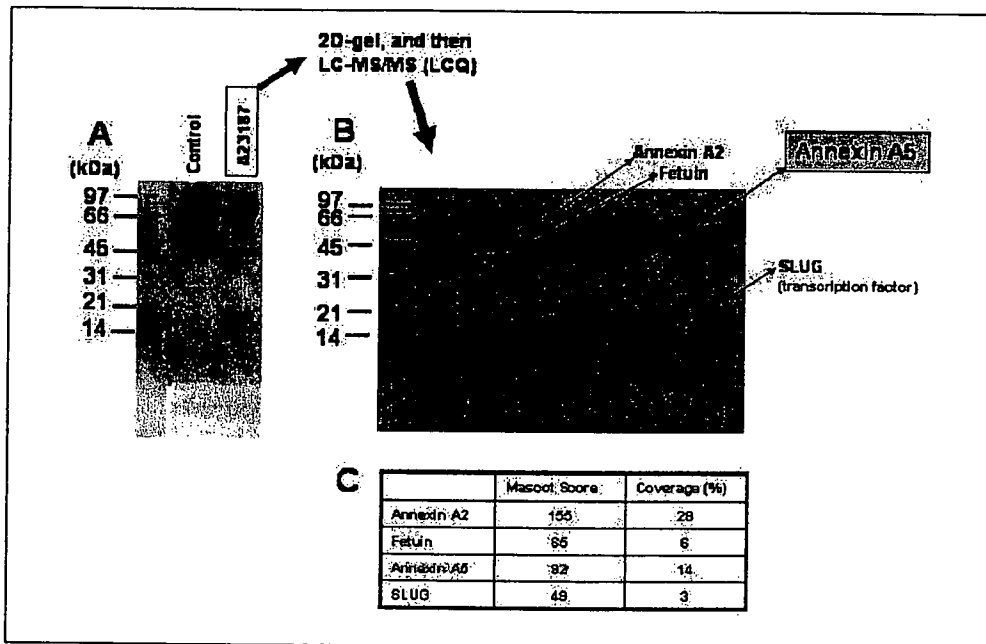 2D-gel, and then
LC-MS/MS (LCQ)
A
(kDa)
Control
A23187
97
66
45
31
21
14
B
(kDa)
97
66
45
31
21
14
Annexin A2
Fetuin
Annexin A5
SLUG
(transcription factor)
C
Mascot Score Coverage (%)
Annexin A2 155 28
Fetuin 65 6
Annexin A5 92 14
SLUG 49 3